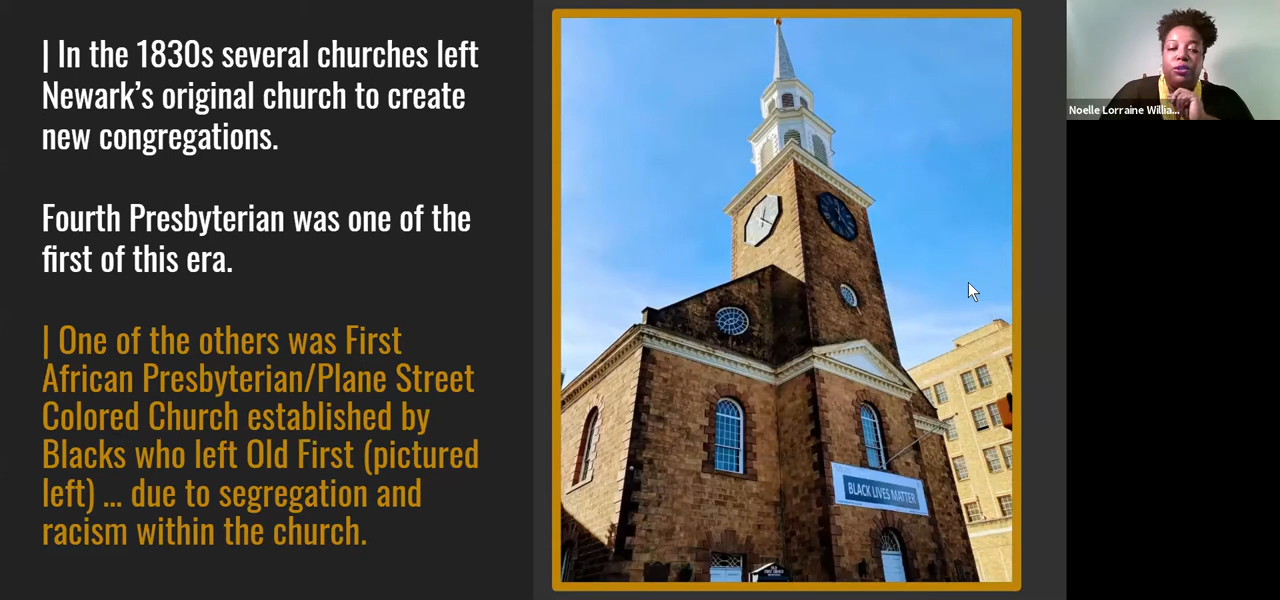 | In the 1830s several churches left
Newark’s original church to create
new congregations.
Fourth Presbyterian was one of the
first of this era.
| One of the others was First
African Presbyterian/Plane Street
Colored Church established by
Blacks who left Old First (pictured
left) ... due to segregation and
racism within the church.
BLACK LIVES MATTER
Noelle Lorraine Willia...